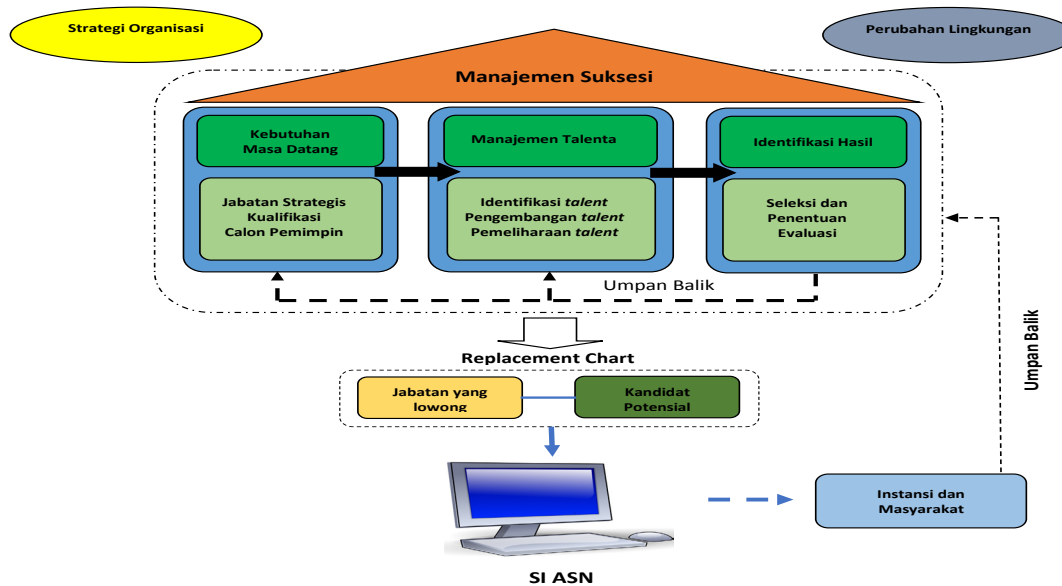 Strategi Organisasi
Perubahan Lingkungan
Manajemen Suksesi
Kebutuhan
Masa Datang
Manajemen Talenta
Identifikasi Hasil
Jabatan Strategis
Kualifikasi
Calon Pemimpin
Identifikasi talent
Pengembangan talent
Pemeliharaan talent
Seleksi dan
Penentuan
Evaluasi
Umpan Balik
Replacement Chart
Jabatan yang
lowong
Kandidat
Potensial
Umpan Balik
Instansi dan
Masyarakat
SI ASN